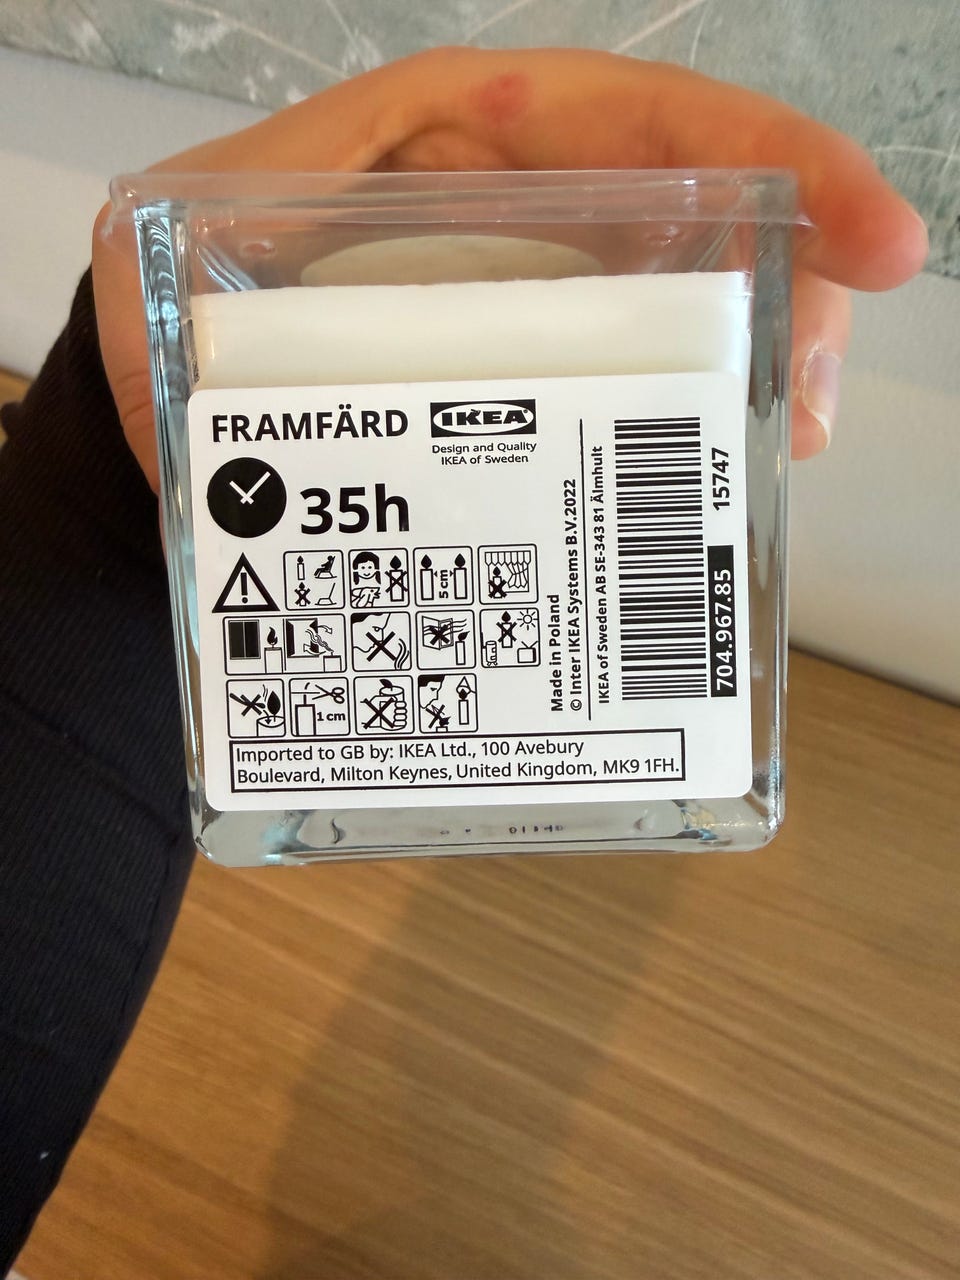 FRAMFÄRD
IKEA®
Design and Quality
IKEA of Sweden
35h
5 cm
1 cm
Made in Poland
© Inter IKEA Systems B.V.2022
IKEA of Sweden AB SE-343 81 Älmhult
15747
704.967.85
Imported to GB by: IKEA Ltd., 100 Avebury
Boulevard, Milton Keynes, United Kingdom, MK9 1FH.